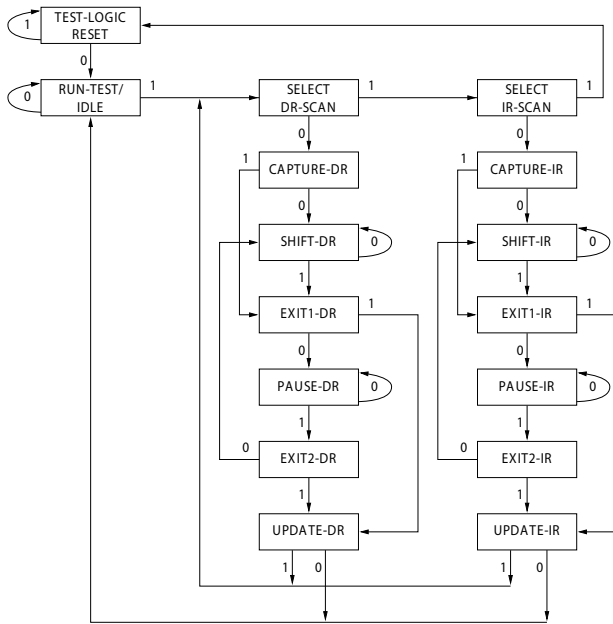 TEST-LOGIC
RESET
1
0
RUN-TEST/
IDLE
0
1
SELECT
DR-SCAN
1
SELECT
IR-SCAN
1
0
0
1
CAPTURE-DR
1
CAPTURE-IR
0
0
SHIFT-DR
0
SHIFT-IR
0
1
1
EXIT1-DR
1
EXIT1-IR
1
0
0
PAUSE-DR
0
PAUSE-IR
0
1
1
0
EXIT2-DR
0
EXIT2-IR
1
1
UPDATE-DR
UPDATE-IR
1
0
1
0